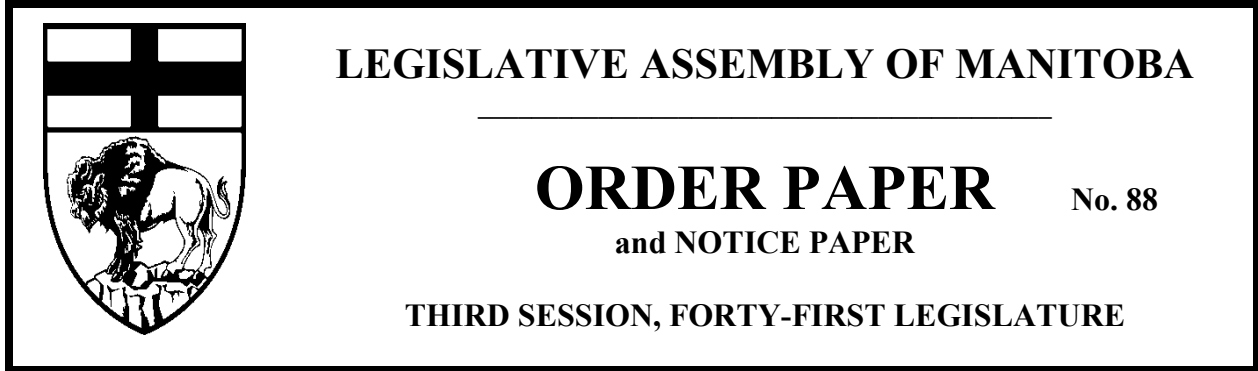 LEGISLATIVE ASSEMBLY OF MANITOBA
ORDER PAPER No. 88
and NOTICE PAPER
THIRD SESSION, FORTY-FIRST LEGISLATURE